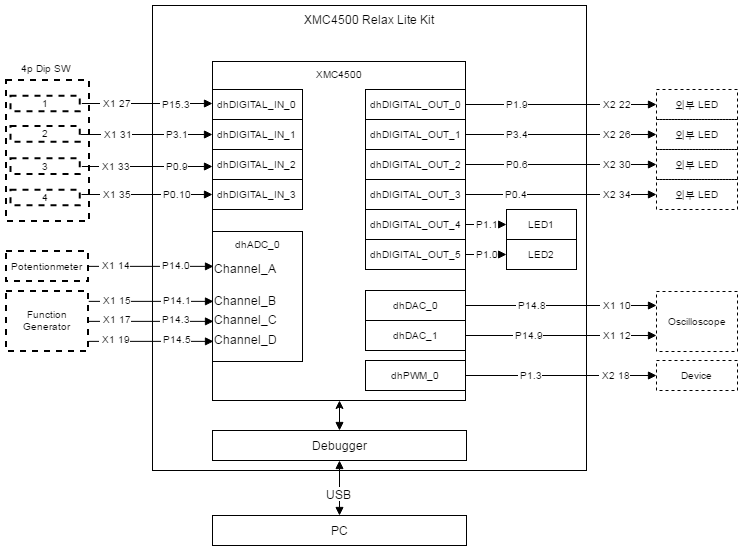 XMC4500 Relax Lite Kit
4p Dip SW
XMC4500
1 X1 27 P15.3 dhDIGITAL_IN_0
2 X1 31 P3.1 dhDIGITAL_IN_1
3 X1 33 P0.9 dhDIGITAL_IN_2
4 X1 35 P0.10 dhDIGITAL_IN_3
dhDIGITAL_OUT_0 P1.9 X2 22 외부 LED
dhDIGITAL_OUT_1 P3.4 X2 26 외부 LED
dhDIGITAL_OUT_2 P0.6 X2 30 외부 LED
dhDIGITAL_OUT_3 P0.4 X2 34 외부 LED
dhDIGITAL_OUT_4 P1.1 LED1
dhDIGITAL_OUT_5 P1.0 LED2
dhADC_0
Potentionmeter X1 14 P14.0 Channel_A
Function
Generator
X1 15 P14.1 Channel_B
X1 17 P14.3 Channel_C
X1 19 P14.5 Channel_D
dhDAC_0 P14.8 X1 10
dhDAC_1 P14.9 X1 12
Oscilloscope
dhPWM_0 P1.3 X2 18 Device
Debugger
USB
PC